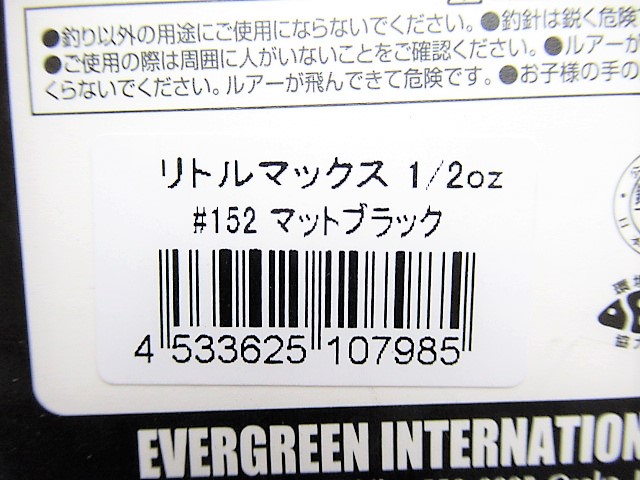 ●釣り以外の用途にご使用にならないでください。●釣針は鋭く危険
●ご使用の際は周囲に人がいないことをご確認ください。●ルアーが
くらないでください。ルアーが飛んできて危険です。●お子様の手の
リトルマックス 1/2oz
#152 マットブラック
4 533625 107985
EVERGREEN INTERNATION